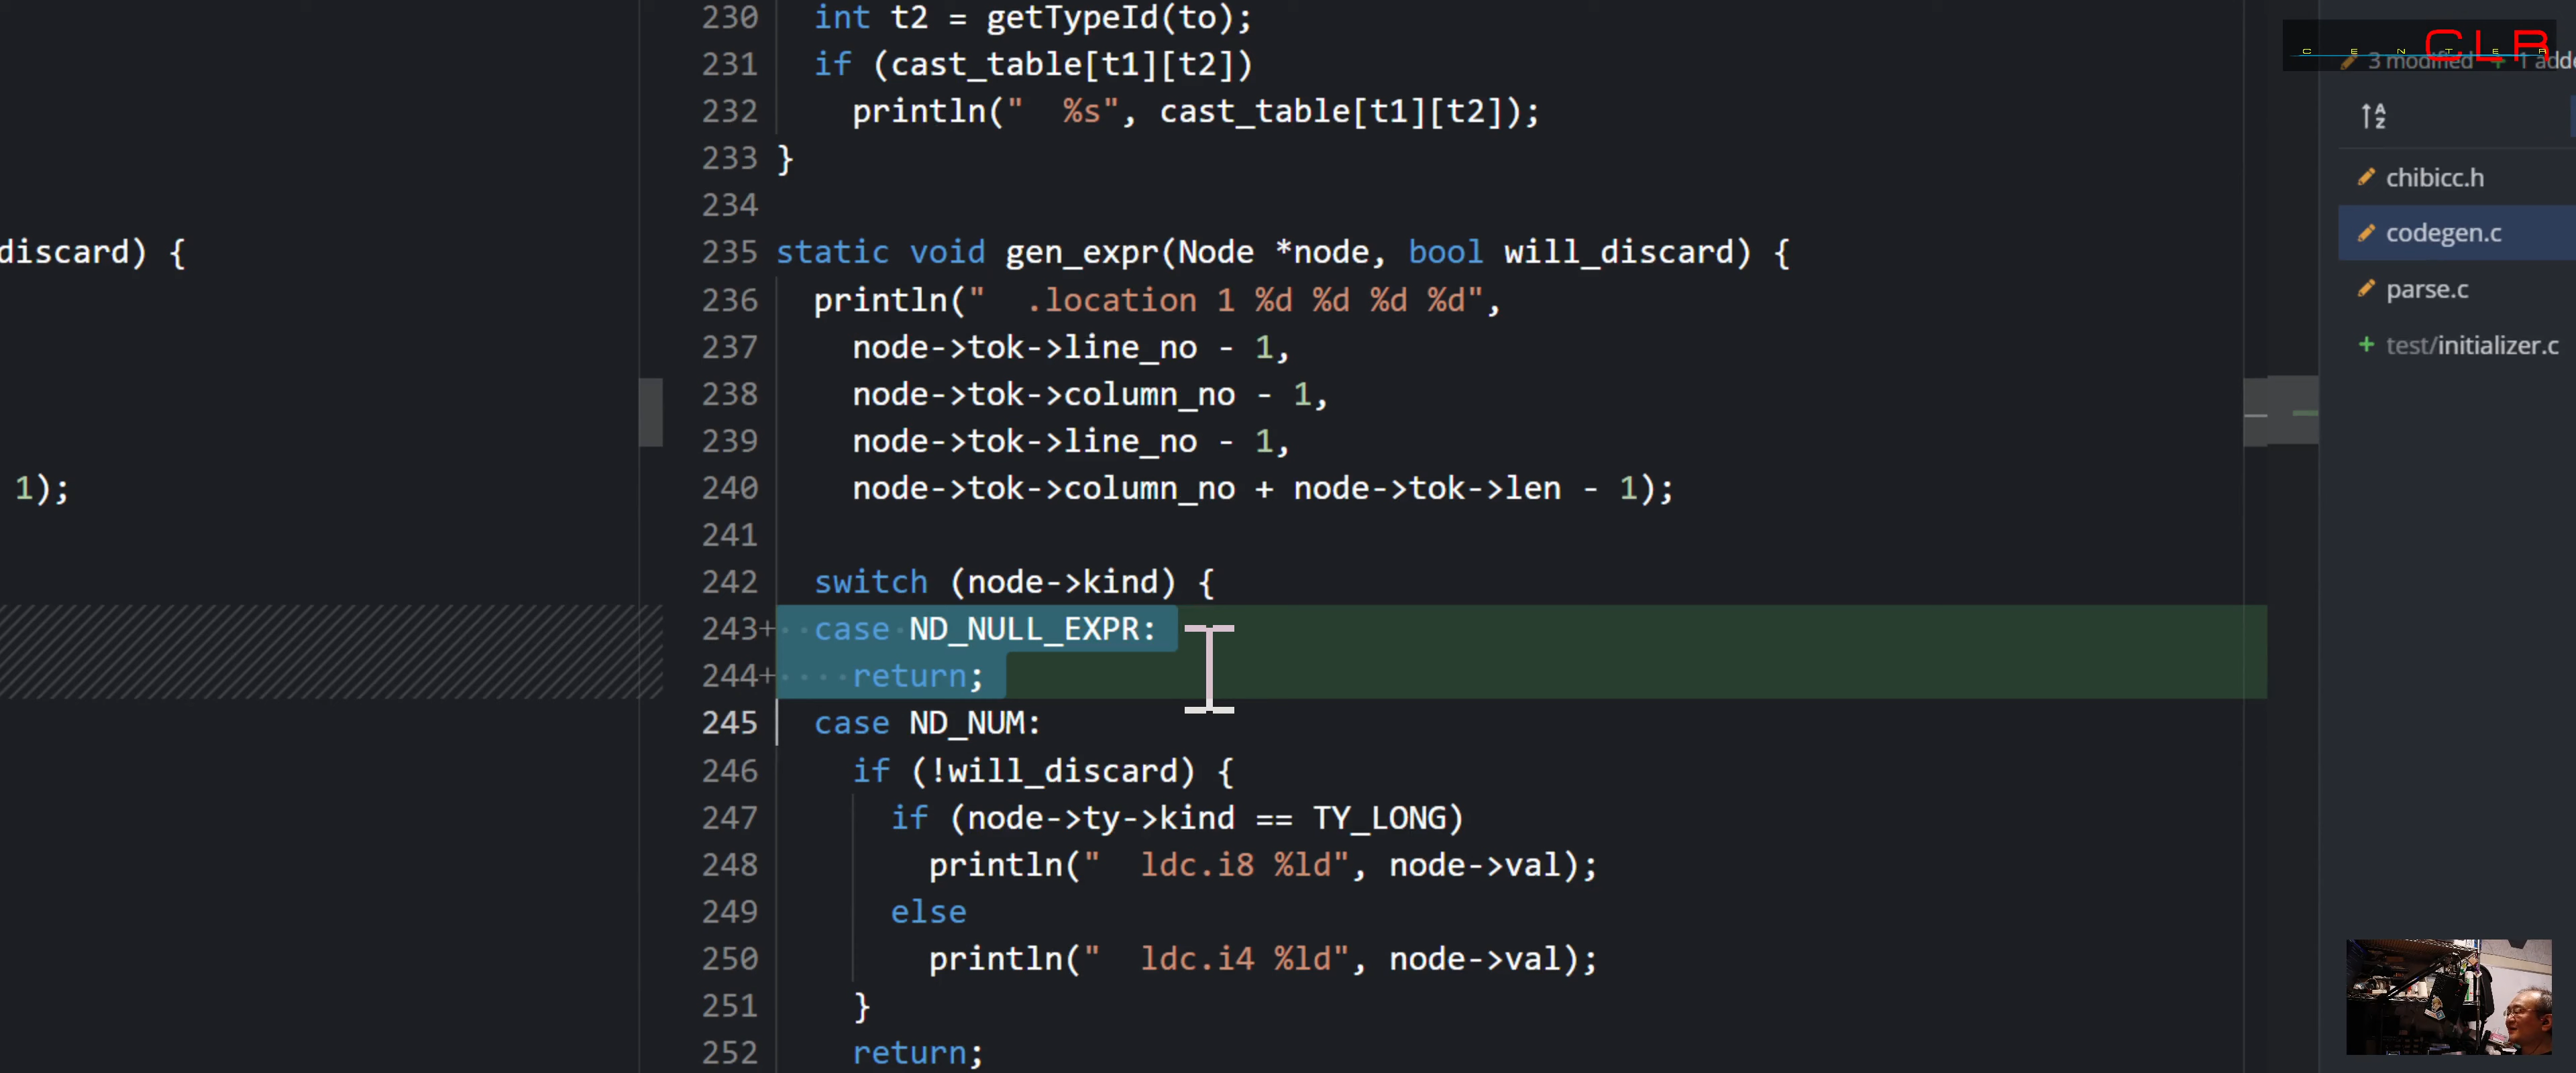 230 int t2 = getTypeId(to);
231 if (cast_table[t1][t2])
232 println("  %s", cast_table[t1][t2]);
233 }
234
discard) {
235 static void gen_expr(Node *node, bool will_discard) {
236 println("  .location 1 %d %d %d %d",
237 node->tok->line_no - 1,
238 node->tok->column_no - 1,
239 node->tok->line_no - 1,
1);
240 node->tok->column_no + node->tok->len - 1);
241
242 switch (node->kind) {
243+ case ND_NULL_EXPR:
244+ return;
245 case ND_NUM:
246 if (!will_discard) {
247 if (node->ty->kind == TY_LONG)
248 println("  ldc.i8 %ld", node->val);
249 else
250 println("  ldc.i4 %ld", node->val);
251 }
252 return;
CENTER CLR
3 modified + 1 adde
A
Z
chibicc.h
codegen.c
parse.c
+ test/initializer.c